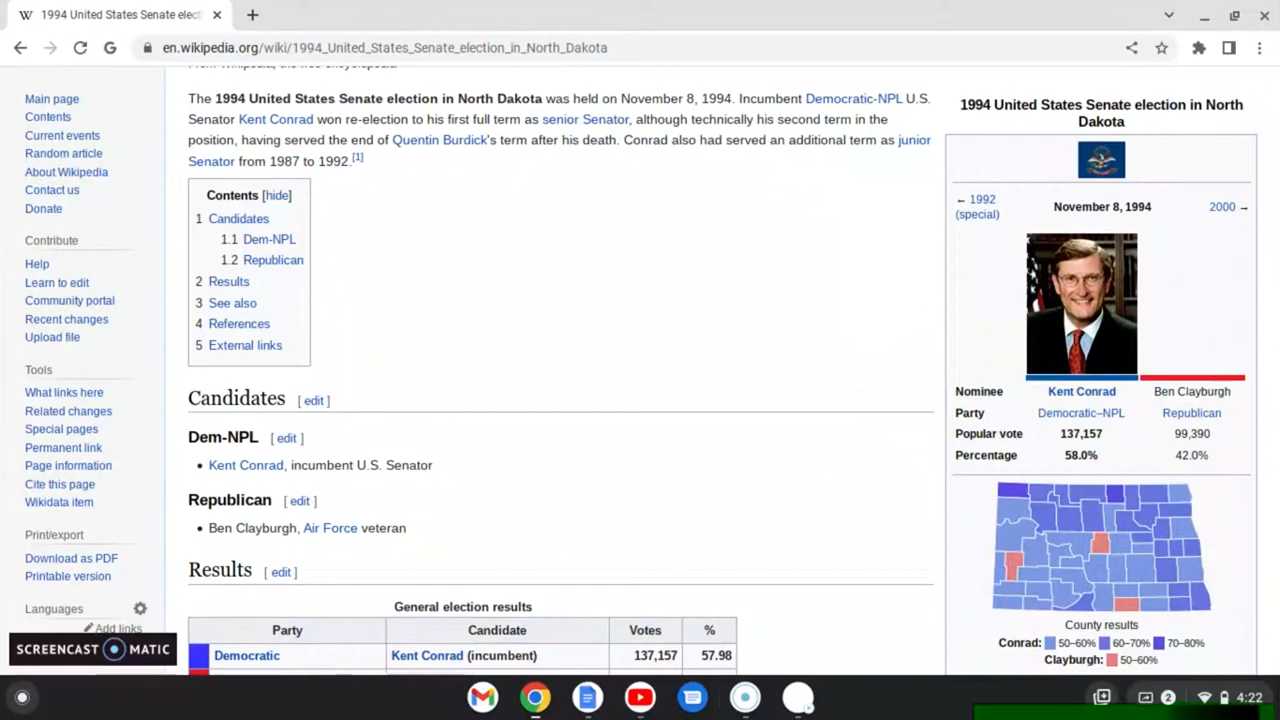 1994 United States Senate elect
en.wikipedia.org/wiki/1994_United_States_Senate_election_in_North_Dakota
Main page
Contents
Current events
Random article
About Wikipedia
Contact us
Donate
Contribute
Help
Learn to edit
Community portal
Recent changes
Upload file
Tools
What links here
Related changes
Special pages
Permanent link
Page information
Cite this page
Wikidata item
Print/export
Download as PDF
Printable version
Languages
Add links
SCREENCAST MATIC
From Wikipedia, the free encyclopedia
The 1994 United States Senate election in North Dakota was held on November 8, 1994. Incumbent Democratic-NPL U.S.
Senator Kent Conrad won re-election to his first full term as senior Senator, although technically his second term in the
position, having served the end of Quentin Burdick's term after his death. Conrad also had served an additional term as junior
Senator from 1987 to 1992.[1]
Contents [hide]
1 Candidates
1.1 Dem-NPL
1.2 Republican
2 Results
3 See also
4 References
5 External links
Candidates [ edit ]
Dem-NPL [ edit ]
• Kent Conrad, incumbent U.S. Senator
Republican [ edit ]
• Ben Clayburgh, Air Force veteran
Results [ edit ]
General election results
Party Candidate Votes %
Democratic Kent Conrad (incumbent) 137,157 57.98
1994 United States Senate election in North
Dakota
← 1992
(special) November 8, 1994 2000 →
Nominee Kent Conrad Ben Clayburgh
Party Democratic–NPL Republican
Popular vote 137,157 99,390
Percentage 58.0% 42.0%
County results
Conrad: 50–60% 60–70% 70–80%
Clayburgh: 50–60%
2 4:22